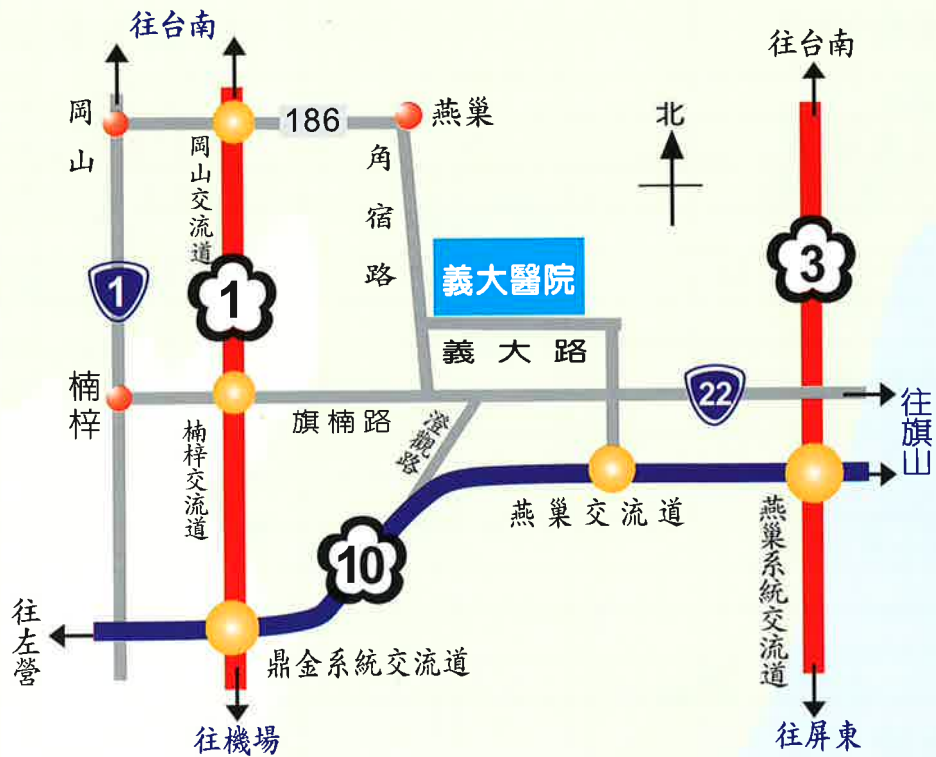 往台南
往台南
岡山
186
燕巢
北
岡山交流道
角宿路
1
1
義大醫院
3
義大路
楠梓
旗楠路
22
往旗山
澄觀路
楠梓交流道
燕巢交流道
10
燕巢系統交流道
往左營
鼎金系統交流道
往機場
往屏東